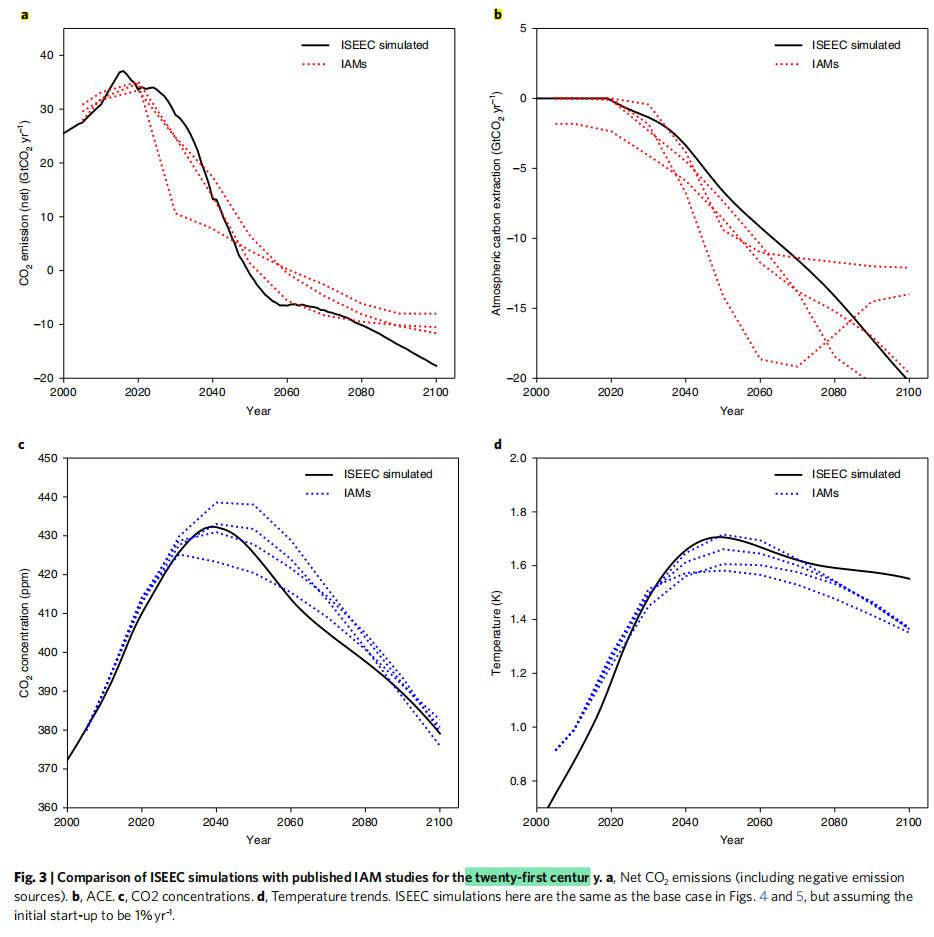 a
ISEEC simulated
IAMs
40
30
20
10
0
−10
−20
CO2 emission (net) (GtCO2 yr−1)
2000 2020 2040 2060 2080 2100
Year
b
ISEEC simulated
IAMs
5
0
−5
−10
−15
−20
Atmospheric carbon extraction (GtCO2 yr−1)
2000 2020 2040 2060 2080 2100
Year
c
ISEEC simulated
IAMs
450
440
430
420
410
400
390
380
370
360
CO2 concentration (ppm)
2000 2020 2040 2060 2080 2100
Year
d
ISEEC simulated
IAMs
2.0
1.8
1.6
1.4
1.2
1.0
0.8
Temperature (K)
2000 2020 2040 2060 2080 2100
Year
Fig. 3 | Comparison of ISEEC simulations with published IAM studies for the twenty-first centur y. a, Net CO2 emissions (including negative emission
sources). b, ACE. c, CO2 concentrations. d, Temperature trends. ISEEC simulations here are the same as the base case in Figs. 4 and 5, but assuming the
initial start-up to be 1% yr−1.